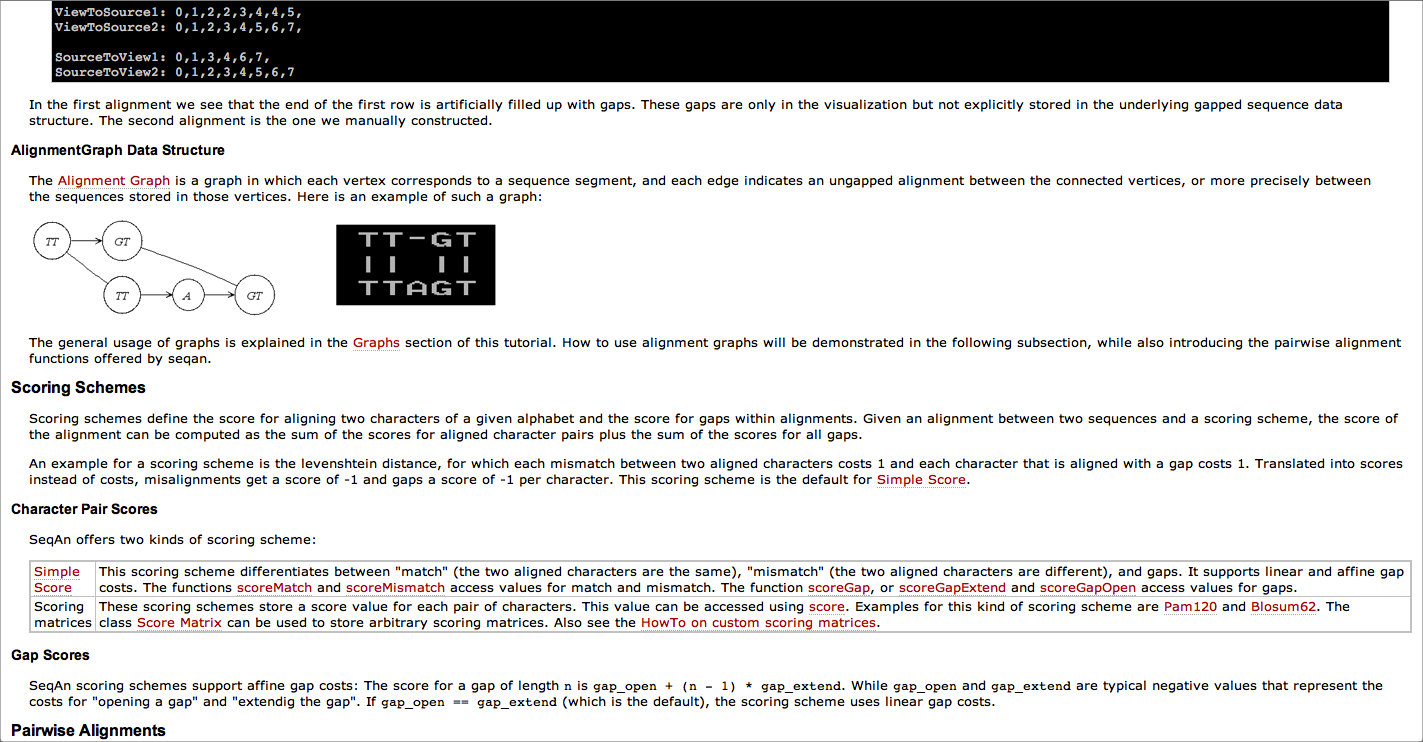 ViewToSource1: 0,1,2,2,3,4,4,5,
ViewToSource2: 0,1,2,3,4,5,6,7,
SourceToView1: 0,1,3,4,6,7,
SourceToView2: 0,1,2,3,4,5,6,7
In the first alignment we see that the end of the first row is artificially filled up with gaps. These gaps are only in the visualization but not explicitly stored in the underlying gapped sequence data
structure. The second alignment is the one we manually constructed.
AlignmentGraph Data Structure
The Alignment Graph is a graph in which each vertex corresponds to a sequence segment, and each edge indicates an ungapped alignment between the connected vertices, or more precisely between
the sequences stored in those vertices. Here is an example of such a graph:
TT GT
TT A GT
TT-GT
|| ||
TTAGT
The general usage of graphs is explained in the Graphs section of this tutorial. How to use alignment graphs will be demonstrated in the following subsection, while also introducing the pairwise alignment
functions offered by seqan.
Scoring Schemes
Scoring schemes define the score for aligning two characters of a given alphabet and the score for gaps within alignments. Given an alignment between two sequences and a scoring scheme, the score of
the alignment can be computed as the sum of the scores for aligned character pairs plus the sum of the scores for all gaps.
An example for a scoring scheme is the levenshtein distance, for which each mismatch between two aligned characters costs 1 and each character that is aligned with a gap costs 1. Translated into scores
instead of costs, misalignments get a score of -1 and gaps a score of -1 per character. This scoring scheme is the default for Simple Score.
Character Pair Scores
SeqAn offers two kinds of scoring scheme:
Simple This scoring scheme differentiates between "match" (the two aligned characters are the same), "mismatch" (the two aligned characters are different), and gaps. It supports linear and affine gap
Score costs. The functions scoreMatch and scoreMismatch access values for match and mismatch. The function scoreGap, or scoreGapExtend and scoreGapOpen access values for gaps.
Scoring These scoring schemes store a score value for each pair of characters. This value can be accessed using score. Examples for this kind of scoring scheme are Pam120 and Blosum62. The
matrices class Score Matrix can be used to store arbitrary scoring matrices. Also see the HowTo on custom scoring matrices.
Gap Scores
SeqAn scoring schemes support affine gap costs: The score for a gap of length n is gap_open + (n - 1) * gap_extend. While gap_open and gap_extend are typical negative values that represent the
costs for "opening a gap" and "extendig the gap". If gap_open == gap_extend (which is the default), the scoring scheme uses linear gap costs.
Pairwise Alignments